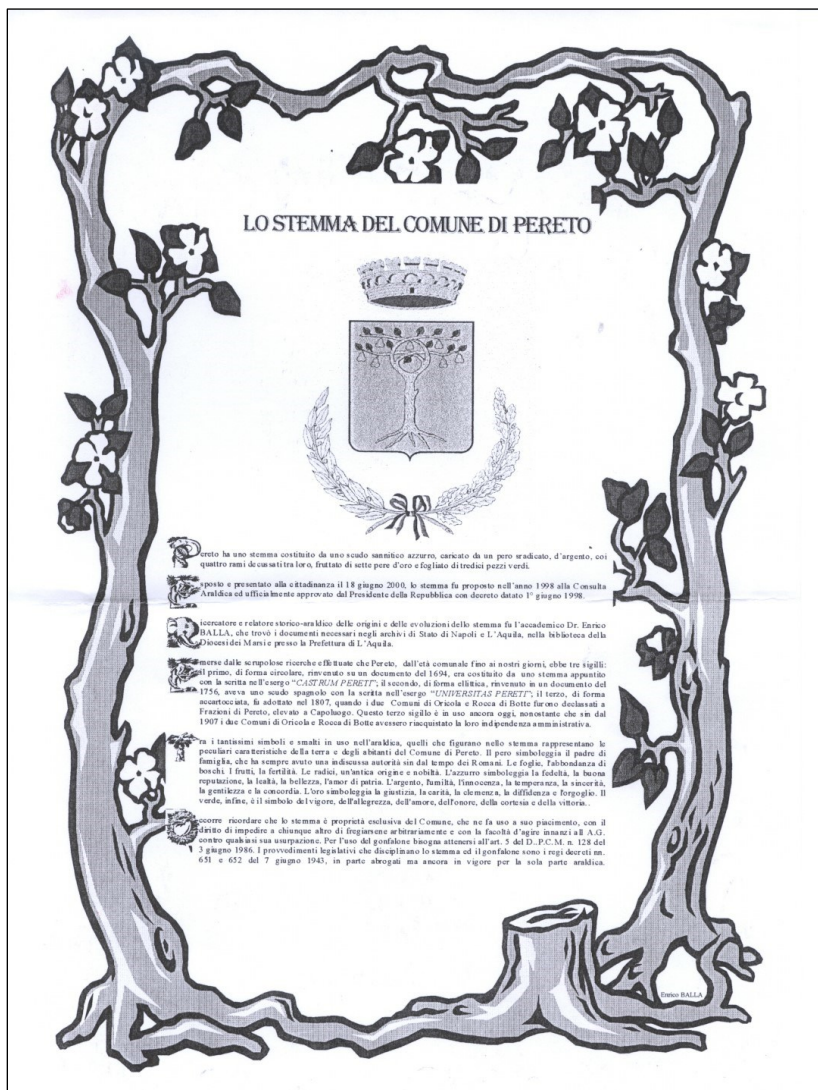 LO STEMMA DEL COMUNE DI PERETO
Pereto ha uno stemma costituito da uno scudo sannitico azzurro, caricato da un pero sradicato, d'argento, coi
quattro rami decussati tra loro, fruttato di sette pere d'oro e fogliato di tredici pezzi verdi.
Esposto e presentato alla cittadinanza il 18 giugno 2000, lo stemma fu proposto nell'anno 1998 alla Consulta
Araldica ed ufficialmente approvato dal Presidente della Repubblica con decreto datato 1° giugno 1998.
Ricercatore e relatore storico-araldico delle origini e delle evoluzioni dello stemma fu l'accademico Dr. Enrico
BALLA, che trovò i documenti necessari negli archivi di Stato di Napoli e L'Aquila, nella biblioteca della
Diocesi dei Marsi e presso la Prefettura di L'Aquila.
Emerse dalle scrupolose ricerche effettuate che Pereto, dall'età comunale fino ai nostri giorni, ebbe tre sigilli:
il primo, di forma circolare, rinvenuto su un documento del 1694, era costituito da uno stemma appuntito
con la scritta nell'esergo "CASTRUM PERETI"; il secondo, di forma ellittica, rinvenuto in un documento del
1756, aveva uno scudo spagnolo con la scritta nell'esergo "UNIVERSITAS PERETI"; il terzo, di forma
accartocciata, fu adottato nel 1807, quando i due Comuni di Oricola e Rocca di Botte furono declassati a
Frazioni di Pereto, elevato a Capoluogo. Questo terzo sigillo è in uso ancora oggi, nonostante che sin dal
1907 i due Comuni di Oricola e Rocca di Botte avessero riacquistato la loro indipendenza amministrativa.
Tra i tantissimi simboli e smalti in uso nell'araldica, quelli che figurano nello stemma rappresentano le
peculiari caratteristiche della terra e degli abitanti del Comune di Pereto. Il pero simboleggia il padre di
famiglia, che ha sempre avuto una indiscussa autorità sin dal tempo dei Romani. Le foglie, l'abbondanza di
boschi. I frutti, la fertilità. Le radici, un'antica origine e nobiltà. L'azzurro simboleggia la fedeltà, la buona
reputazione, la lealtà, la bellezza, l'amor di patria. L'argento, l'umiltà, l'innocenza, la temperanza, la sincerità,
la gentilezza e la concordia. L'oro simboleggia la giustizia, la carità, la clemenza, la diffidenza e l'orgoglio. Il
verde, infine, è il simbolo del vigore, dell'allegrezza, dell'amore, dell'onore, della cortesia e della vittoria..
Occorre ricordare che lo stemma è proprietà esclusiva del Comune, che ne fa uso a suo piacimento, con il
diritto di impedire a chiunque altro di fregiarsene arbitrariamente e con la facoltà d'agire innanzi all A.G.
contro qualsiasi sua usurpazione. Per l'uso del gonfalone bisogna attenersi all'art. 5 del D..P.C.M. n. 128 del
3 giugno 1986. I provvedimenti legislativi che disciplinano lo stemma ed il gonfalone sono i regi decreti nn.
651 e 652 del 7 giugno 1943, in parte abrogati ma ancora in vigore per la sola parte araldica.
Enrico BALLA